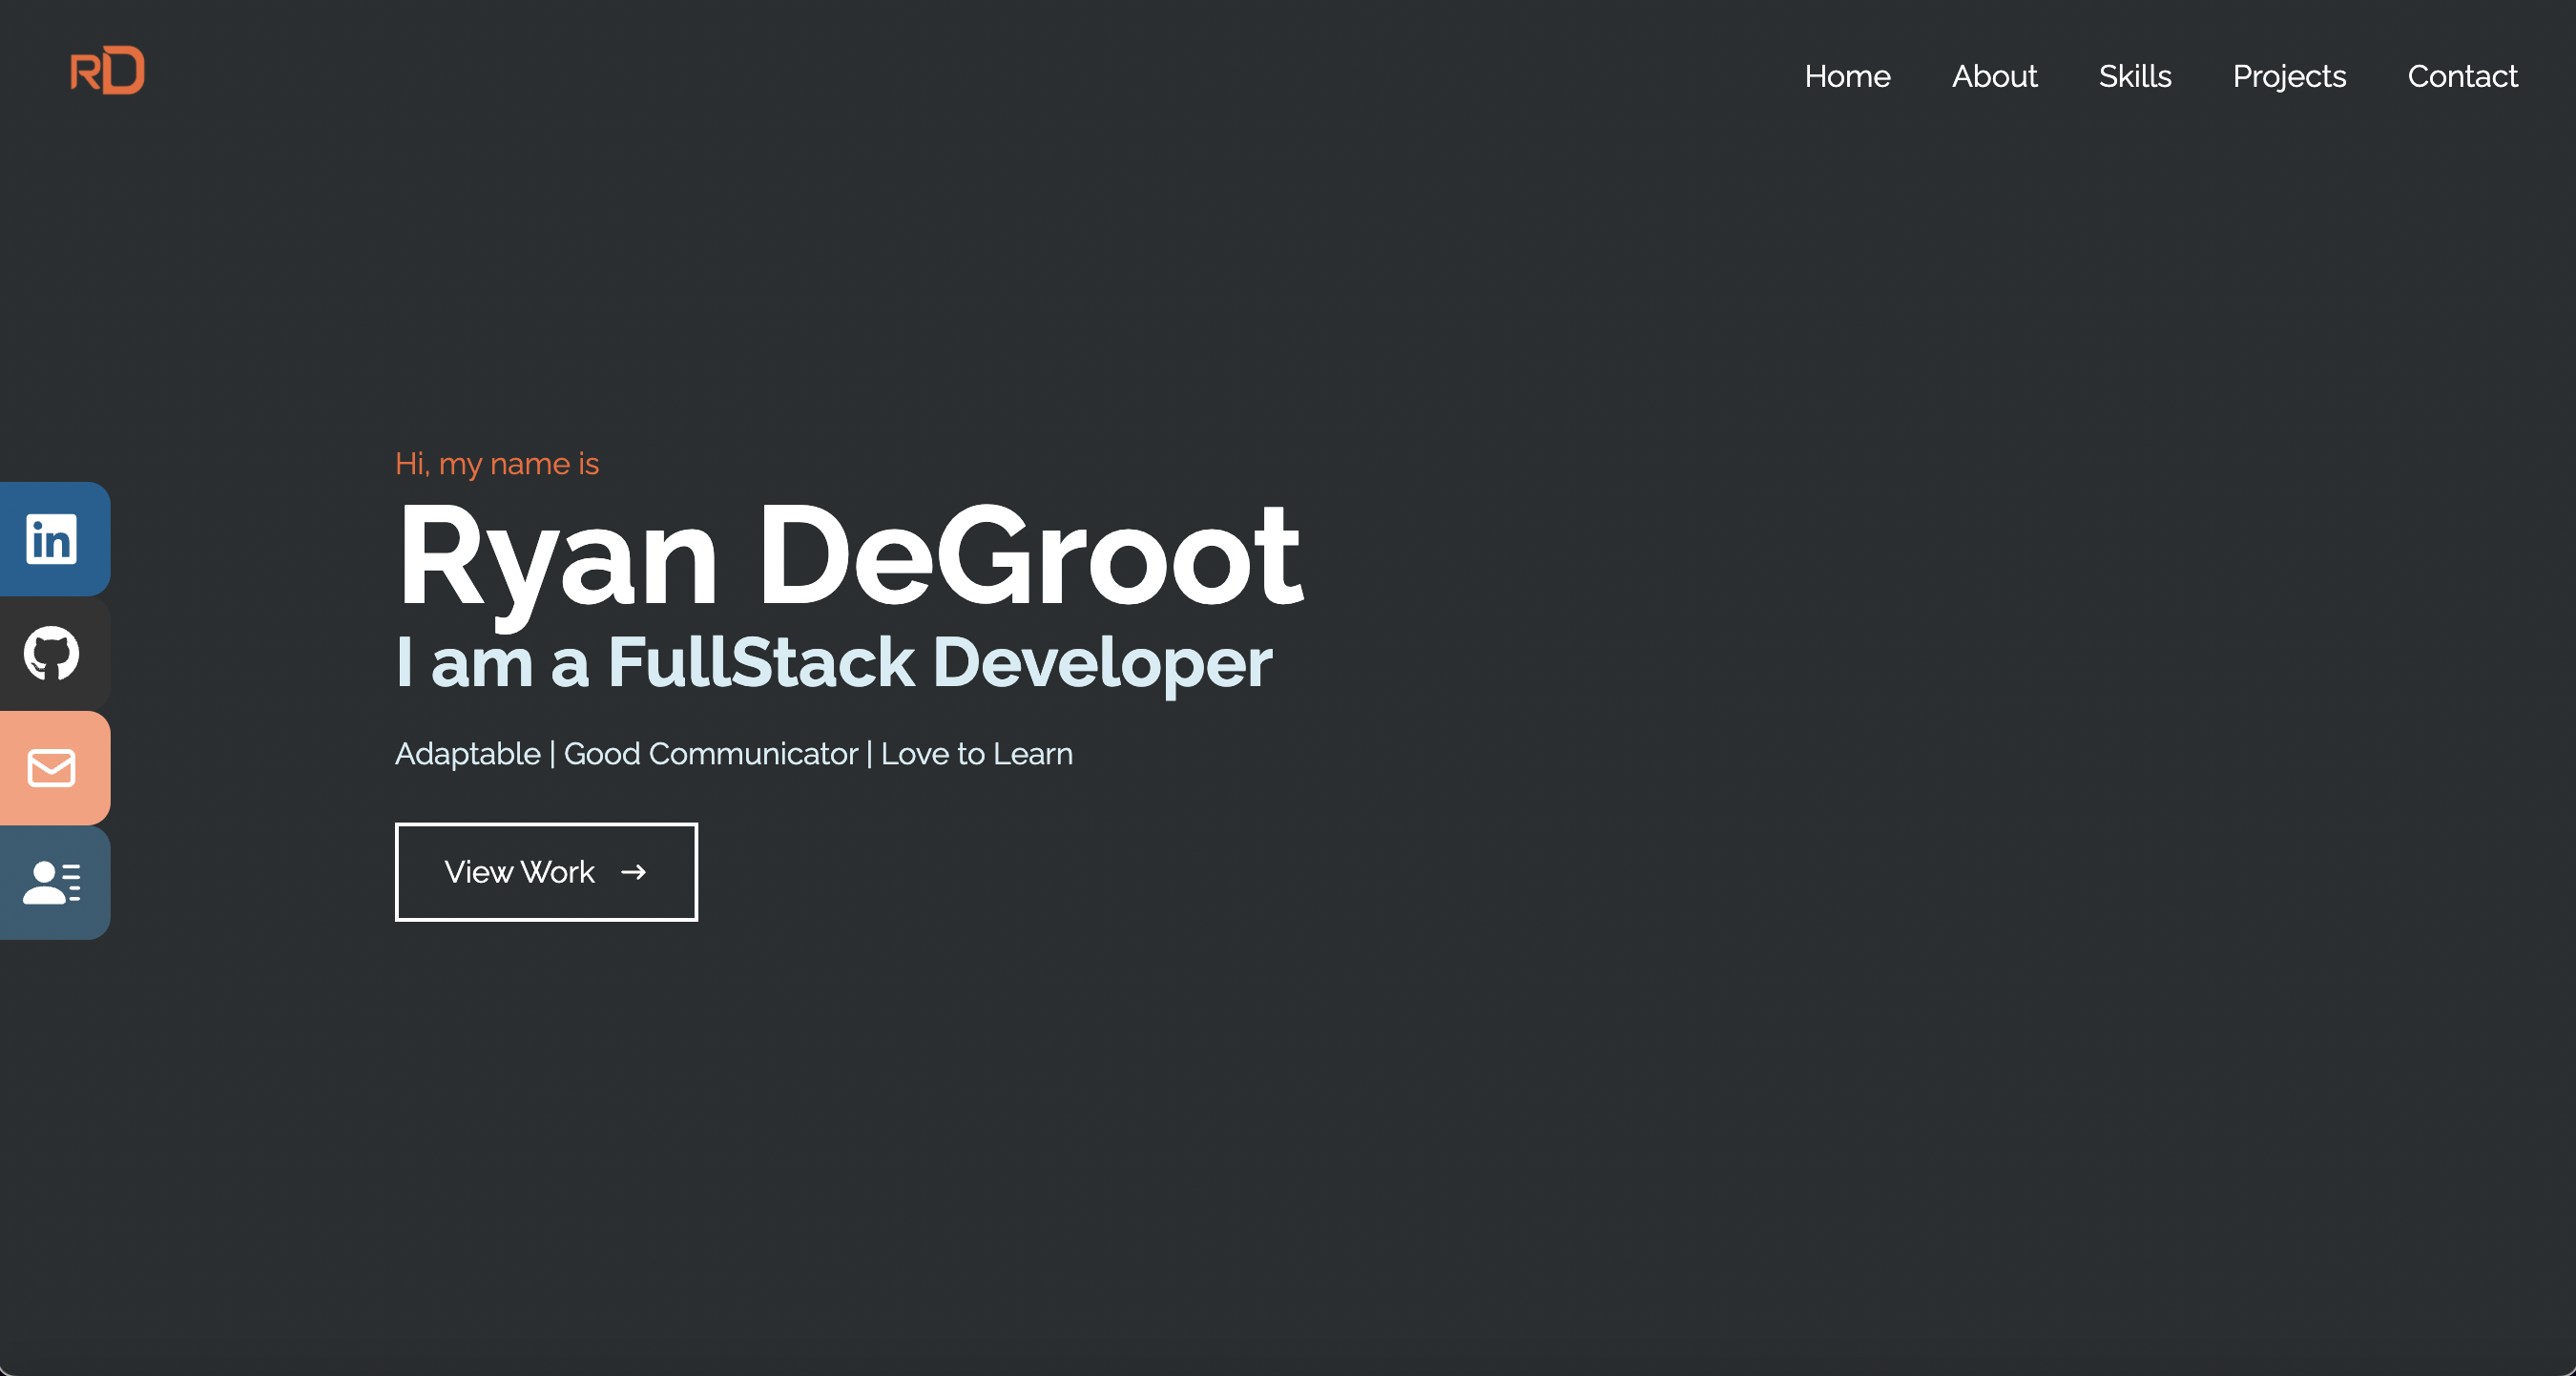 RD
Home About Skills Projects Contact
Hi, my name is
Ryan DeGroot
I am a FullStack Developer
in
Adaptable | Good Communicator | Love to Learn
View Work →